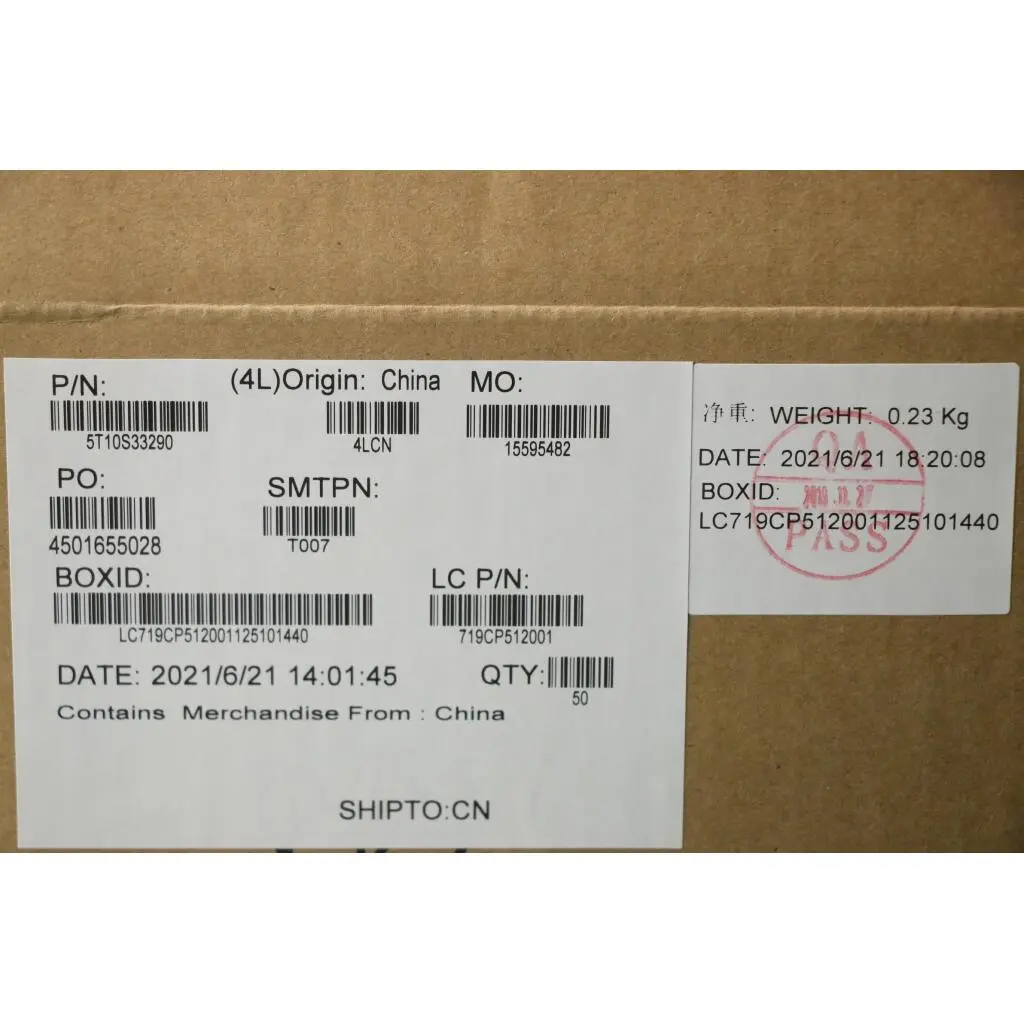 P/N:
5T10S33290
(4L)Origin: China
4LCN
MO:
15595482
PO:
4501655028
SMTPN:
T007
BOXID:
LC719CP512001125101440
LC P/N:
719CP512001
DATE: 2021/6/21 14:01:45
QTY:
50
Contains Merchandise From : China
SHIPTO:CN
净重: WEIGHT: 0.23 Kg
DATE: 2021/6/21 18:20:08
BOXID:
LC719CP512001125101440
QA
PASS